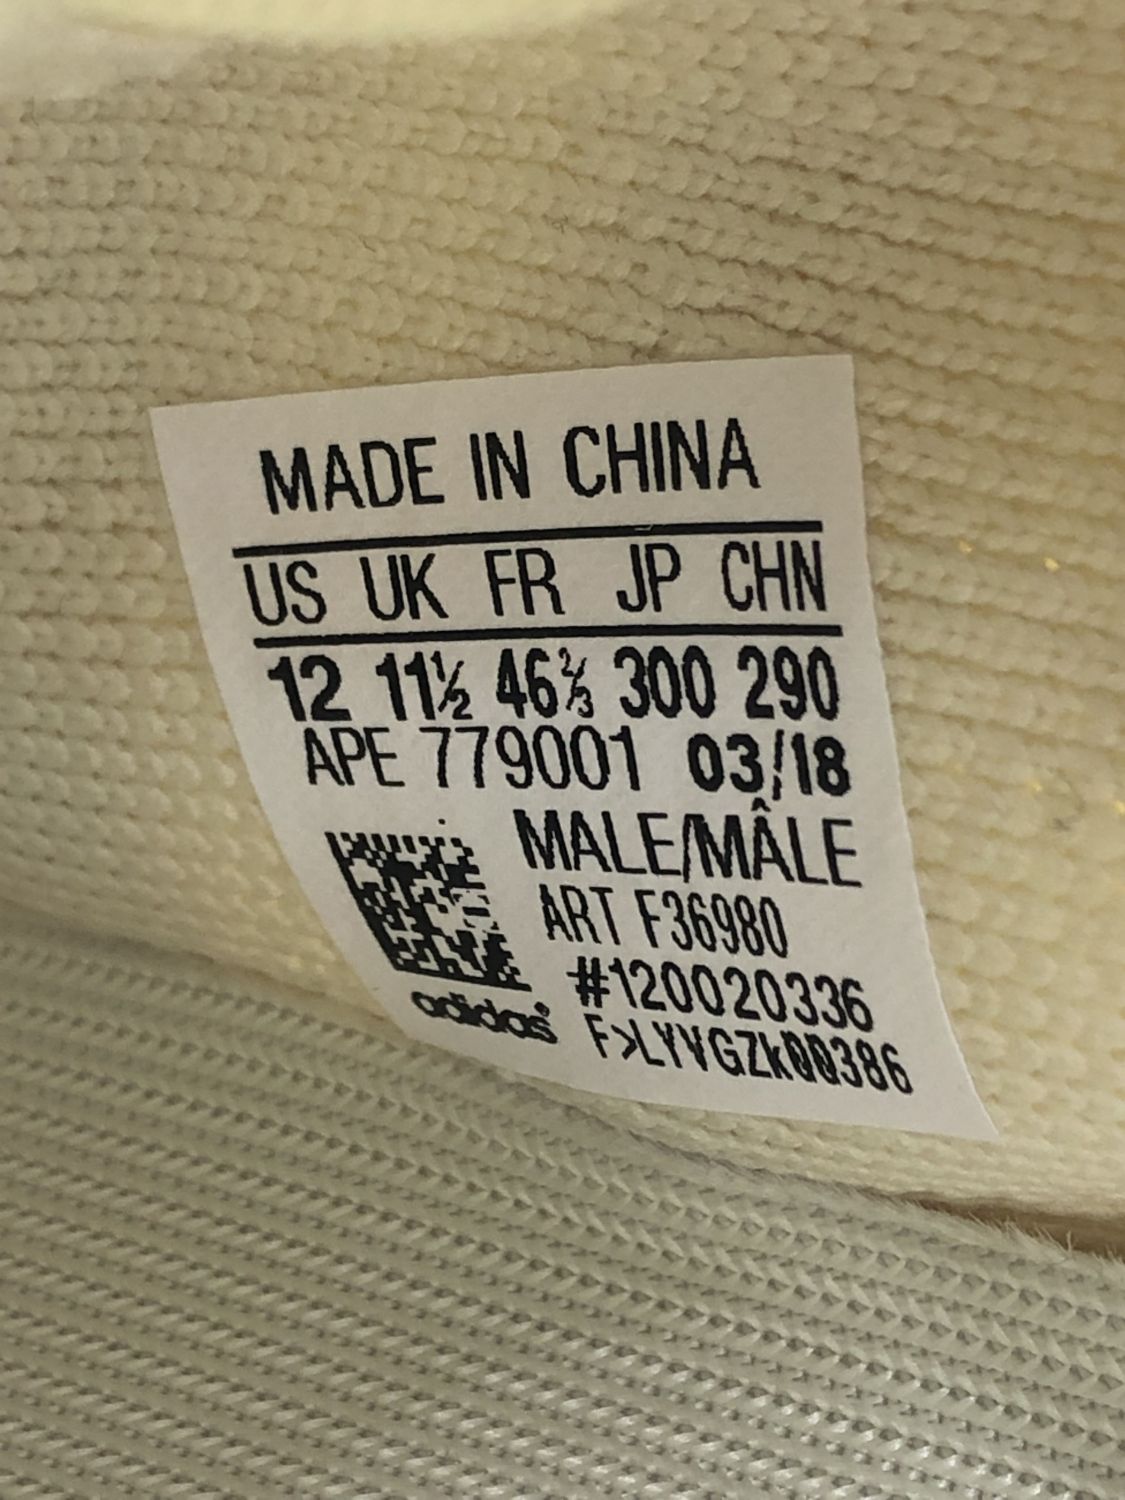 MADE IN CHINA
US UK FR JP CHN
12 11½ 46⅔ 300 290
APE 779001 03/18
MALE/MÂLE
ART F36980
#120020336
F>LYVGZk00386
adidas®